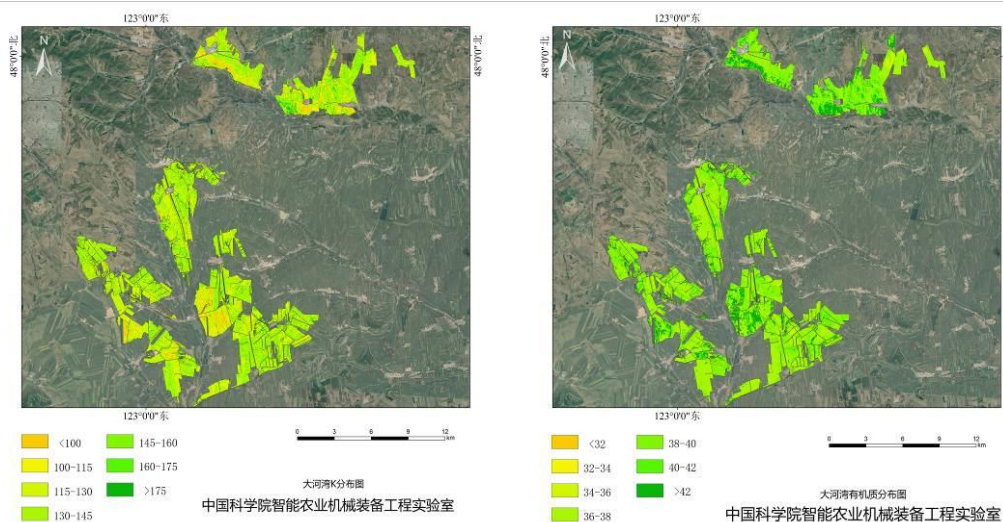 123°0'0"东
48°0'0"北
N
48°0'0"北
123°0'0"东
<100
100-115
115-130
130-145
145-160
160-175
>175
0 3 6 9 12
km
大河湾K分布图
中国科学院智能农业机械装备工程实验室
123°0'0"东
48°0'0"北
N
48°0'0"北
123°0'0"东
<32
32-34
34-36
36-38
38-40
40-42
>42
0 3 6 9 12
km
大河湾有机质分布图
中国科学院智能农业机械装备工程实验室